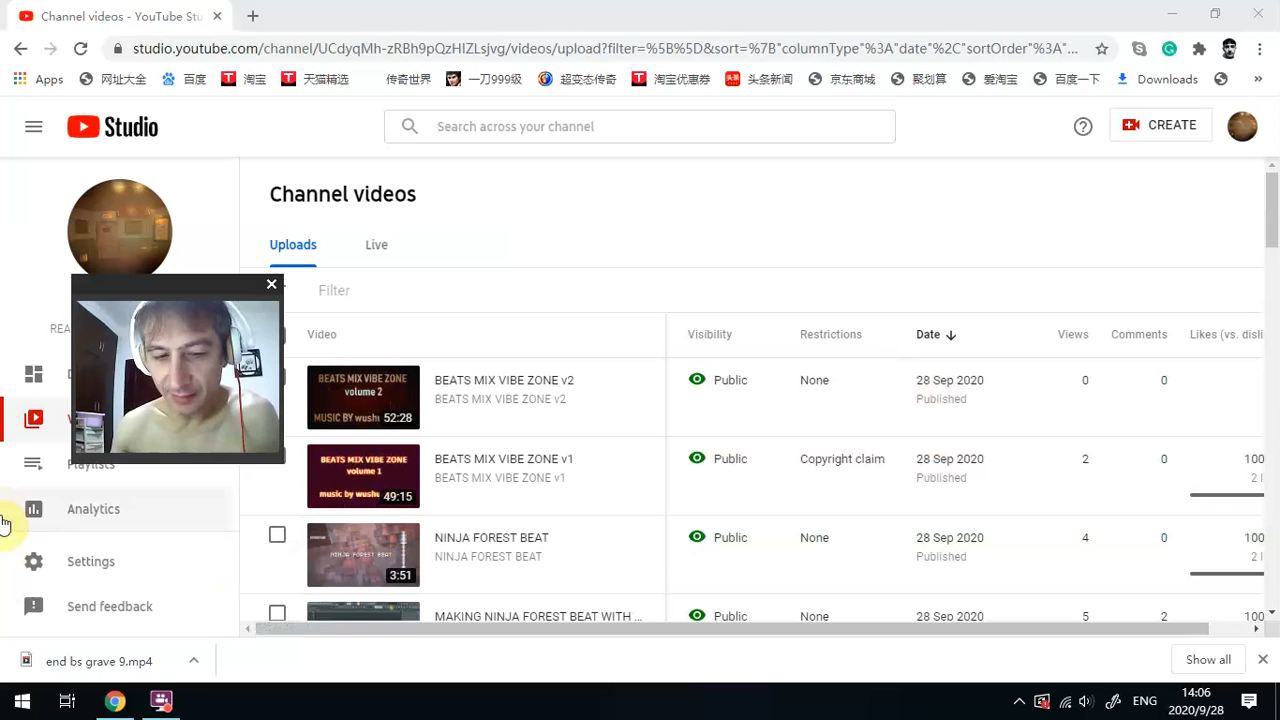 Channel videos - YouTube Stu
studio.youtube.com/channel/UCdyqMh-zRBh9pQzHIZLsjvg/videos/upload?filter=%5B%5D&sort=%7B"columnType"%3A"date"%2C"sortOrder"%3A"...
Apps 网址大全 百度 淘宝 天猫精选 传奇世界 一刀999级 超变态传奇 淘宝优惠券 头条新闻 京东商城 聚划算 爱淘宝 百度一下 Downloads »
Studio
Search across your channel
CREATE
Channel videos
Uploads Live
Filter
REA
Video Visibility Restrictions Date Views Comments Likes (vs. disli
BEATS MIX VIBE ZONE
volume 2
MUSIC BY wushu
52:28
BEATS MIX VIBE ZONE v2
BEATS MIX VIBE ZONE v2
Public None 28 Sep 2020 0 0
Published
BEATS MIX VIBE ZONE
volume 1
music by wushu
49:15
BEATS MIX VIBE ZONE v1
BEATS MIX VIBE ZONE v1
Public Copyright claim 28 Sep 2020 2 0 100
Published
2 l
NINJA FOREST BEAT
3:51
NINJA FOREST BEAT
NINJA FOREST BEAT
Public None 28 Sep 2020 4 0 100
Published
2 l
MAKING NINJA FOREST BEAT WITH ...
Public None 28 Sep 2020 5 2 100
Playlists
Analytics
Settings
Send feedback
end bs grave 9.mp4
Show all
ENG
14:06
2020/9/28